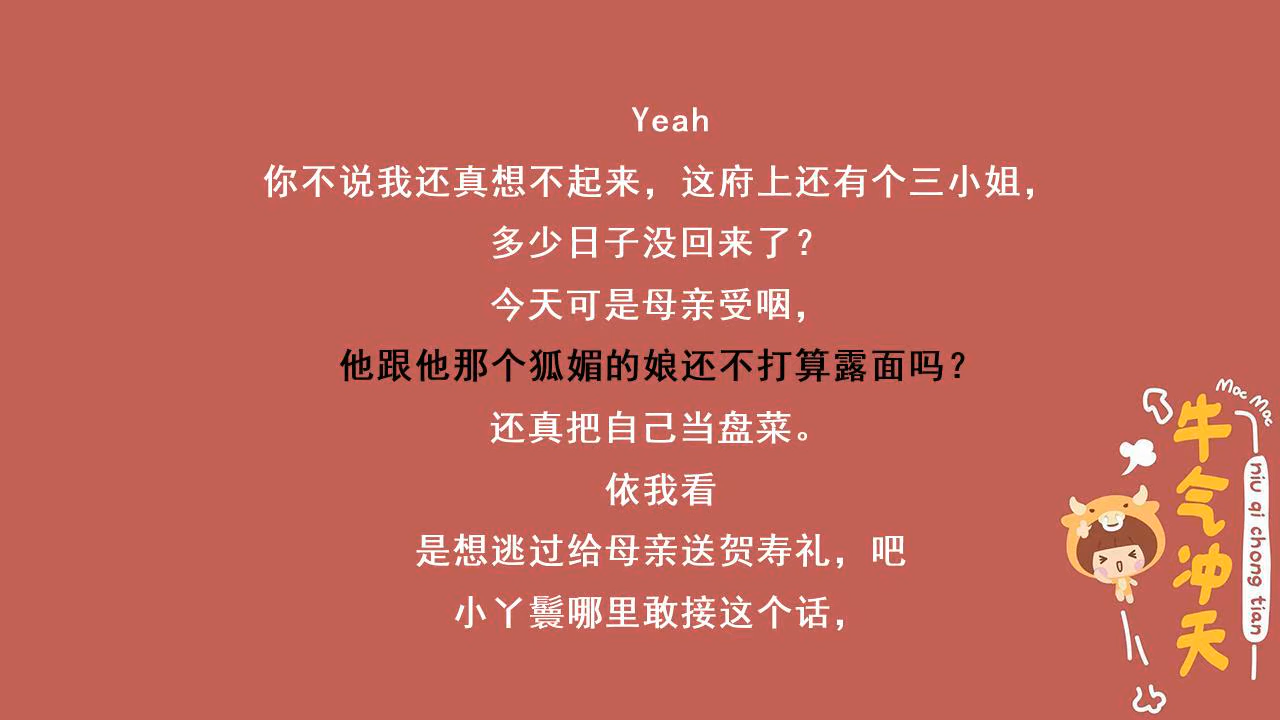 Yeah
你不说我还真想不起来，这府上还有个三小姐，
多少日子没回来了？
今天可是母亲受咽，
他跟他那个狐媚的娘还不打算露面吗？
还真把自己当盘菜。
依我看
是想逃过给母亲送贺寿礼，吧
小丫鬟哪里敢接这个话，
Moc Moc
牛气冲天
niu qi chong tian